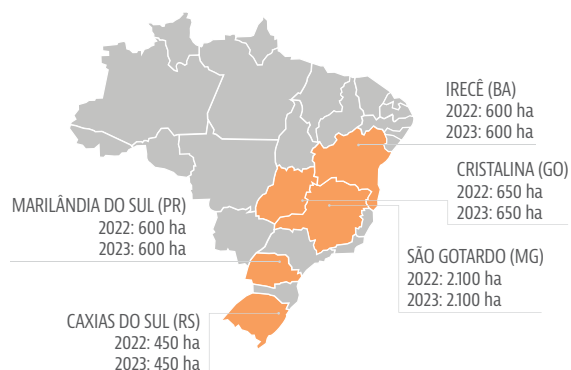 IRECÊ (BA)
2022: 600 ha
2023: 600 ha
CRISTALINA (GO)
2022: 650 ha
2023: 650 ha
MARILÂNDIA DO SUL (PR)
2022: 600 ha
2023: 600 ha
SÃO GOTARDO (MG)
2022: 2.100 ha
2023: 2.100 ha
CAXIAS DO SUL (RS)
2022: 450 ha
2023: 450 ha